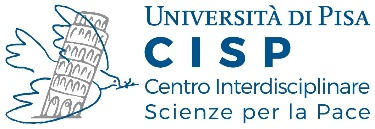 UNIVERSITÀ DI PISA
CISP
Centro Interdisciplinare
Scienze per la Pace